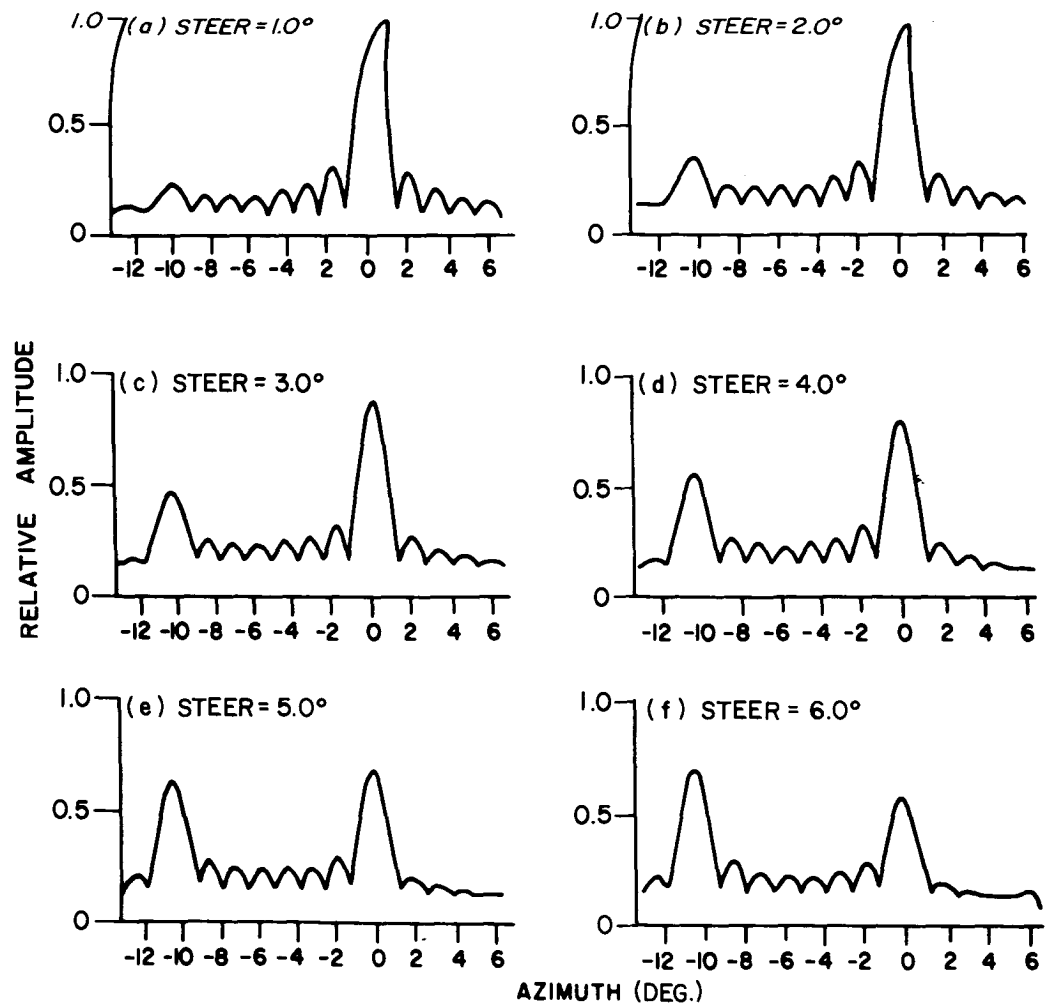 (a) STEER = 1.0°
1.0
0.5
0
-12 -10 -8 -6 -4 -2 0 2 4 6
(b) STEER = 2.0°
1.0
0.5
0
-12 -10 -8 -6 -4 -2 0 2 4 6
(c) STEER = 3.0°
1.0
0.5
0
-12 -10 -8 -6 -4 -2 0 2 4 6
(d) STEER = 4.0°
1.0
0.5
0
-12 -10 -8 -6 -4 -2 0 2 4 6
(e) STEER = 5.0°
1.0
0.5
0
-12 -10 -8 -6 -4 -2 0 2 4 6
(f) STEER = 6.0°
1.0
0.5
0
-12 -10 -8 -6 -4 -2 0 2 4 6
RELATIVE AMPLITUDE
AZIMUTH (DEG.)